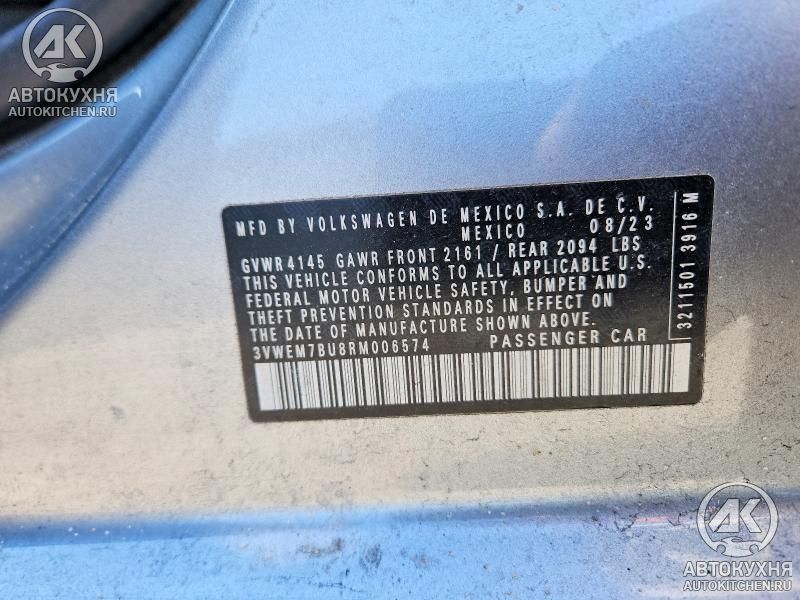 AK
АВТОКУХНЯ
AUTOKITCHEN.RU
MFD BY VOLKSWAGEN DE MEXICO S.A. DE C.V.
MEXICO 08/23
GVWR 4145 GAWR FRONT 2161 / REAR 2094 LBS
THIS VEHICLE CONFORMS TO ALL APPLICABLE U.S.
FEDERAL MOTOR VEHICLE SAFETY, BUMPER AND
THEFT PREVENTION STANDARDS IN EFFECT ON
THE DATE OF MANUFACTURE SHOWN ABOVE.
3VWEM7BU8RM006574 PASSENGER CAR
3211501 3916 M
AK
АВТОКУХНЯ
AUTOKITCHEN.RU